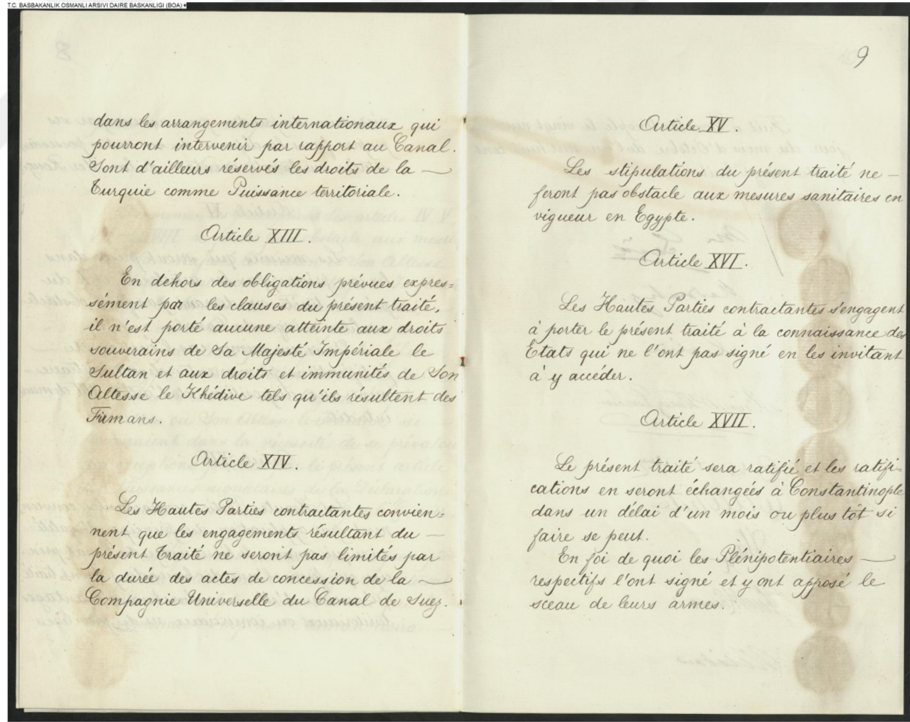 T.C. BASBAKANLIK OSMANLI ARSIVI DAIRE BASKANLIGI (BOA)
dans les arrangements internationaux qui
pourront intervenir par rapport au Canal.
Sont d'ailleurs réservés les droits de la —
Turquie comme Puissance territoriale.
Article XIII.
En dehors des obligations prévues expres=
sément par les clauses du présent traité,
il n'est porté aucune atteinte aux droits
souverains de Sa Majesté Impériale le
Sultan et aux droits et immunités de Son
Altesse le Khédive tels qu'ils résultent des
Firmans.
Article XIV.
Les Hautes Parties contractantes convien-
nent que les engagements résultant du —
présent Traité ne seront pas limités par
la durée des actes de concession de la —
Compagnie Universelle du Canal de Suez.
9
Article XV.
Les stipulations du présent traité ne —
feront pas obstacle aux mesures sanitaires en
vigueur en Egypte.
Article XVI.
Les Hautes Parties contractantes s'engagent
à porter le présent traité à la connaissance des
Etats qui ne l'ont pas signé en les invitant
à y accéder.
Article XVII.
Le présent traité sera ratifié et les ratifi-
cations en seront échangées à Constantinople
dans un délai d'un mois ou plus tôt si
faire se peut.
En foi de quoi les Plénipotentiaires —
respectifs l'ont signé et y ont apposé le
sceau de leurs armes.